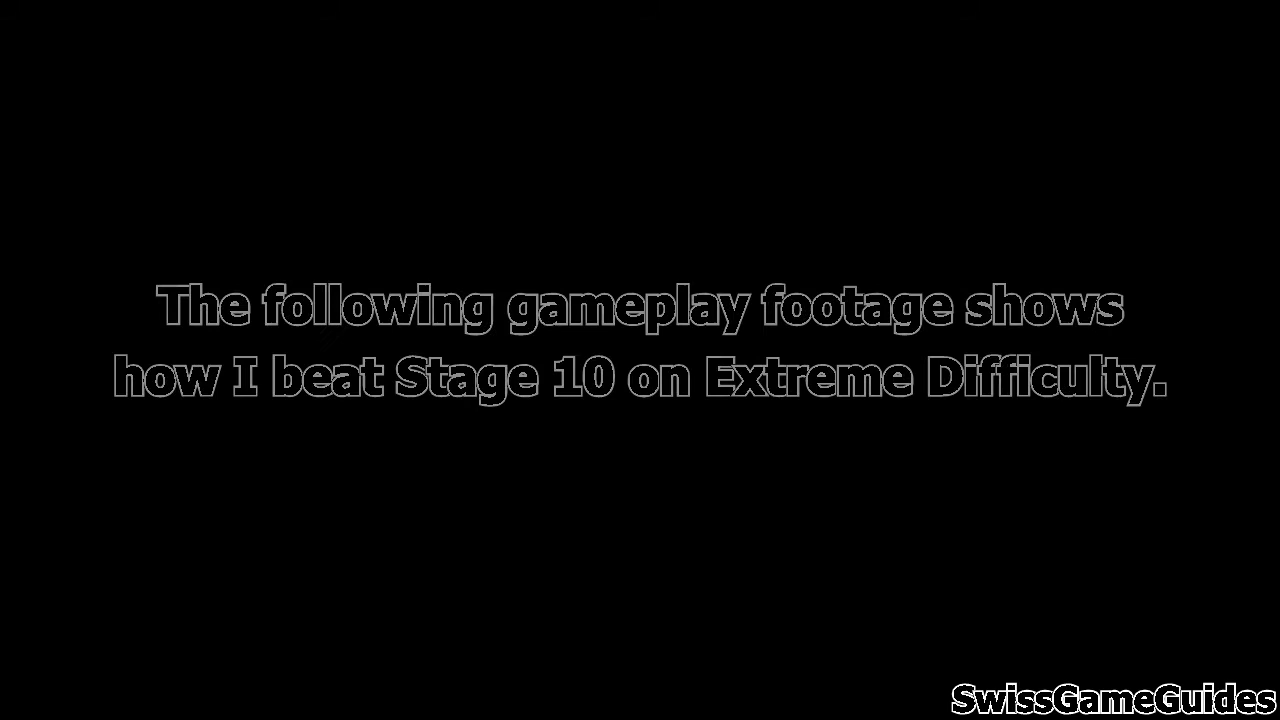 The following gameplay footage shows
how I beat Stage 10 on Extreme Difficulty.
SwissGameGuides